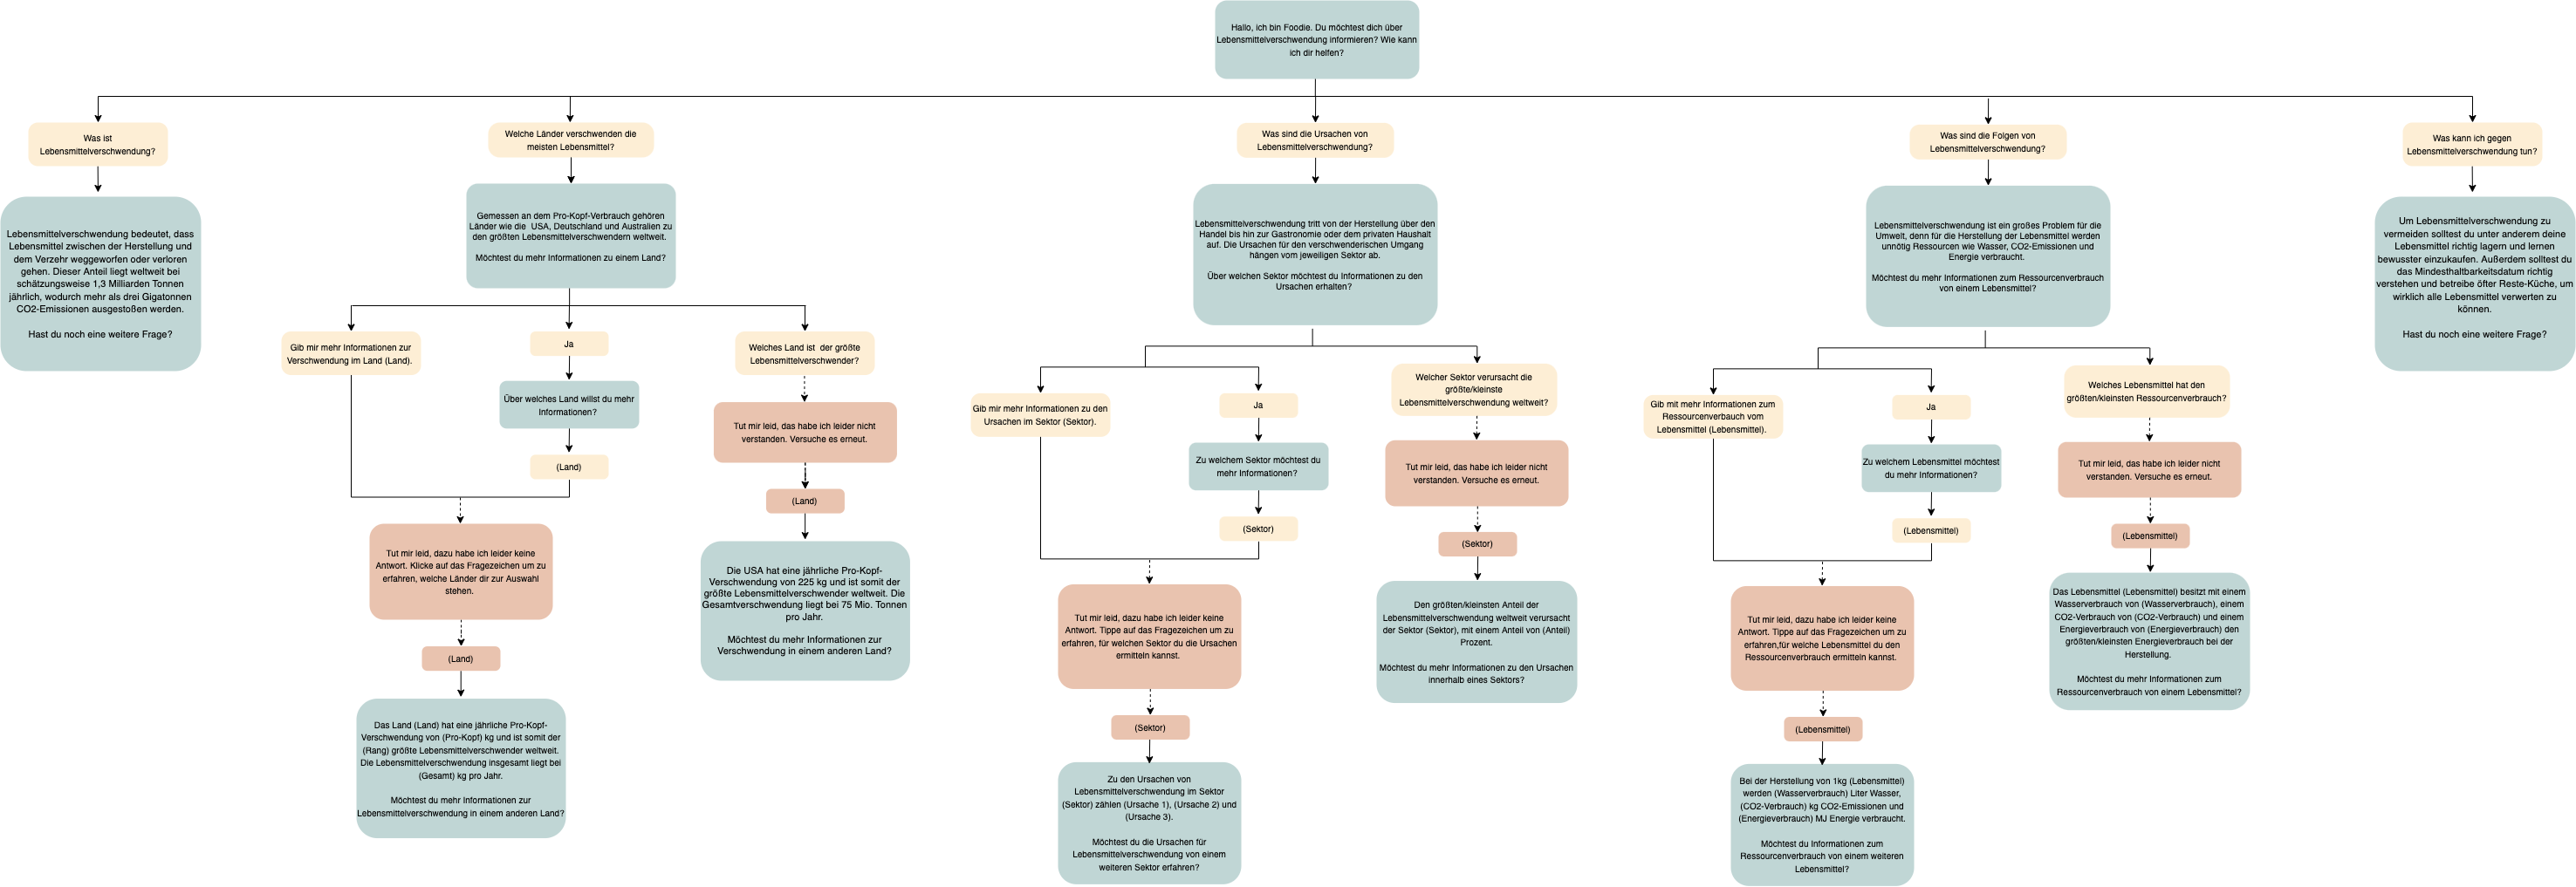 Hallo, ich bin Foodie. Du möchtest dich über
Lebensmittelverschwendung informieren? Wie kann
ich dir helfen?
Was ist
Lebensmittelverschwendung?
Lebensmittelverschwendung bedeutet, dass
Lebensmittel zwischen der Herstellung und
dem Verzehr weggeworfen oder verloren
gehen. Dieser Anteil liegt weltweit bei
schätzungsweise 1,3 Milliarden Tonnen
jährlich, wodurch mehr als drei Gigatonnen
CO2-Emissionen ausgestoßen werden.
Hast du noch eine weitere Frage?
Welche Länder verschwenden die
meisten Lebensmittel?
Gemessen an dem Pro-Kopf-Verbrauch gehören
Länder wie die  USA, Deutschland und Australien zu
den größten Lebensmittelverschwendern weltweit.
Möchtest du mehr Informationen zu einem Land?
Gib mir mehr Informationen zur
Verschwendung im Land (Land).
Ja
Über welches Land willst du mehr
Informationen?
(Land)
Tut mir leid, dazu habe ich leider keine
Antwort. Klicke auf das Fragezeichen um zu
erfahren, welche Länder dir zur Auswahl
stehen.
(Land)
Das Land (Land) hat eine jährliche Pro-Kopf-
Verschwendung von (Pro-Kopf) kg und ist somit der
(Rang) größte Lebensmittelverschwender weltweit.
Die Lebensmittelverschwendung insgesamt liegt bei
(Gesamt) kg pro Jahr.
Möchtest du mehr Informationen zur
Lebensmittelverschwendung in einem anderen Land?
Welches Land ist  der größte
Lebensmittelverschwender?
Tut mir leid, das habe ich leider nicht
verstanden. Versuche es erneut.
(Land)
Die USA hat eine jährliche Pro-Kopf-
Verschwendung von 225 kg und ist somit der
größte Lebensmittelverschwender weltweit. Die
Gesamtverschwendung liegt bei 75 Mio. Tonnen
pro Jahr.
Möchtest du mehr Informationen zur
Verschwendung in einem anderen Land?
Was sind die Ursachen von
Lebensmittelverschwendung?
Lebensmittelverschwendung tritt von der Herstellung über den
Handel bis hin zur Gastronomie oder dem privaten Haushalt
auf. Die Ursachen für den verschwenderischen Umgang
hängen vom jeweiligen Sektor ab.
Über welchen Sektor möchtest du Informationen zu den
Ursachen erhalten?
Gib mir mehr Informationen zu den
Ursachen im Sektor (Sektor).
Ja
Zu welchem Sektor möchtest du
mehr Informationen?
(Sektor)
Tut mir leid, dazu habe ich leider keine
Antwort. Tippe auf das Fragezeichen um zu
erfahren, für welchen Sektor du die Ursachen
ermitteln kannst.
(Sektor)
Zu den Ursachen von
Lebensmittelverschwendung im Sektor
(Sektor) zählen (Ursache 1), (Ursache 2) und
(Ursache 3).
Möchtest du die Ursachen für
Lebensmittelverschwendung von einem
weiteren Sektor erfahren?
Welcher Sektor verursacht die
größte/kleinste
Lebensmittelverschwendung weltweit?
Tut mir leid, das habe ich leider nicht
verstanden. Versuche es erneut.
(Sektor)
Den größten/kleinsten Anteil der
Lebensmittelverschwendung weltweit verursacht
der Sektor (Sektor), mit einem Anteil von (Anteil)
Prozent.
Möchtest du mehr Informationen zu den Ursachen
innerhalb eines Sektors?
Was sind die Folgen von
Lebensmittelverschwendung?
Lebensmittelverschwendung ist ein großes Problem für die
Umwelt, denn für die Herstellung der Lebensmittel werden
unnötig Ressourcen wie Wasser, CO2-Emissionen und
Energie verbraucht.
Möchtest du mehr Informationen zum Ressourcenverbrauch
von einem Lebensmittel?
Gib mit mehr Informationen zum
Ressourcenverbauch vom
Lebensmittel (Lebensmittel).
Ja
Zu welchem Lebensmittel möchtest
du mehr Informationen?
(Lebensmittel)
Tut mir leid, dazu habe ich leider keine
Antwort. Tippe auf das Fragezeichen um zu
erfahren,für welche Lebensmittel du den
Ressourcenverbrauch ermitteln kannst.
(Lebensmittel)
Bei der Herstellung von 1kg (Lebensmittel)
werden (Wasserverbrauch) Liter Wasser,
(CO2-Verbrauch) kg CO2-Emissionen und
(Energieverbrauch) MJ Energie verbraucht.
Möchtest du Informationen zum
Ressourcenverbrauch von einem weiteren
Lebensmittel?
Welches Lebensmittel hat den
größten/kleinsten Ressourcenverbrauch?
Tut mir leid, das habe ich leider nicht
verstanden. Versuche es erneut.
(Lebensmittel)
Das Lebensmittel (Lebensmittel) besitzt mit einem
Wasserverbrauch von (Wasserverbrauch), einem
CO2-Verbrauch von (CO2-Verbrauch) und einem
Energieverbrauch von (Energieverbrauch) den
größten/kleinsten Energieverbrauch bei der
Herstellung.
Möchtest du mehr Informationen zum
Ressourcenverbrauch von einem Lebensmittel?
Was kann ich gegen
Lebensmittelverschwendung tun?
Um Lebensmittelverschwendung zu
vermeiden solltest du unter anderem deine
Lebensmittel richtig lagern und lernen
bewusster einzukaufen. Außerdem solltest du
das Mindesthaltbarkeitsdatum richtig
verstehen und betreibe öfter Reste-Küche, um
wirklich alle Lebensmittel verwerten zu
können.
Hast du noch eine weitere Frage?